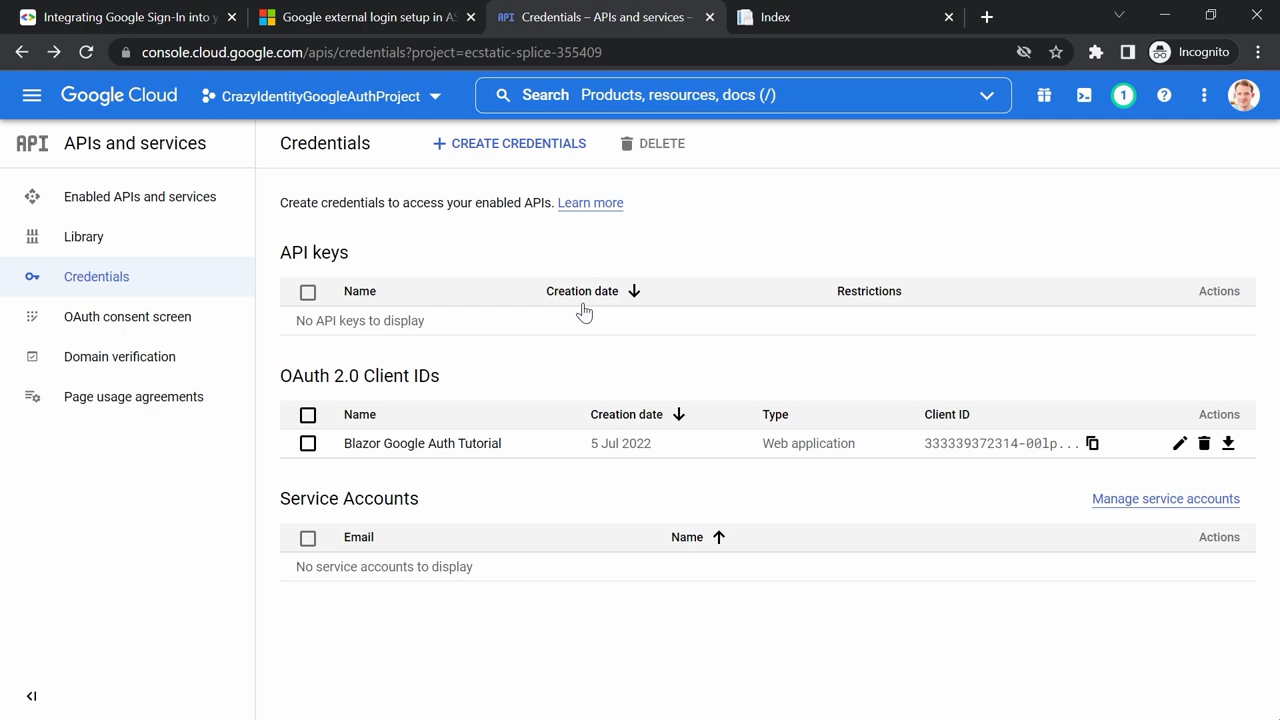 Integrating Google Sign-In into y
Google external login setup in AS
API Credentials – APIs and services –
Index
console.cloud.google.com/apis/credentials?project=ecstatic-splice-355409
Incognito
Google Cloud
CrazyIdentityGoogleAuthProject
Search Products, resources, docs (/)
1
API APIs and services
Credentials
CREATE CREDENTIALS
DELETE
Enabled APIs and services
Library
Credentials
OAuth consent screen
Domain verification
Page usage agreements
Create credentials to access your enabled APIs. Learn more
API keys
Name Creation date Restrictions Actions
No API keys to display
OAuth 2.0 Client IDs
Name Creation date Type Client ID Actions
Blazor Google Auth Tutorial 5 Jul 2022 Web application 333339372314-00lp...
Service Accounts Manage service accounts
Email Name Actions
No service accounts to display